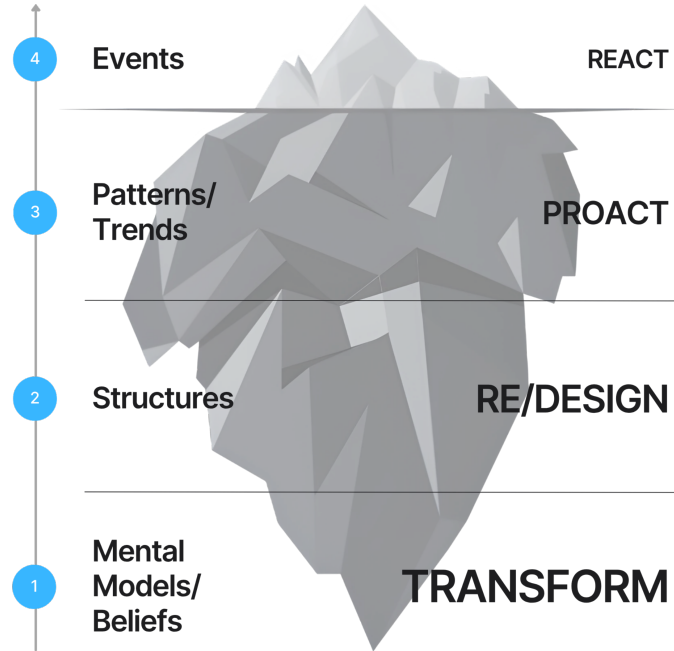 4
Events
REACT
3
Patterns/
Trends
PROACT
2
Structures
RE/DESIGN
1
Mental
Models/
Beliefs
TRANSFORM